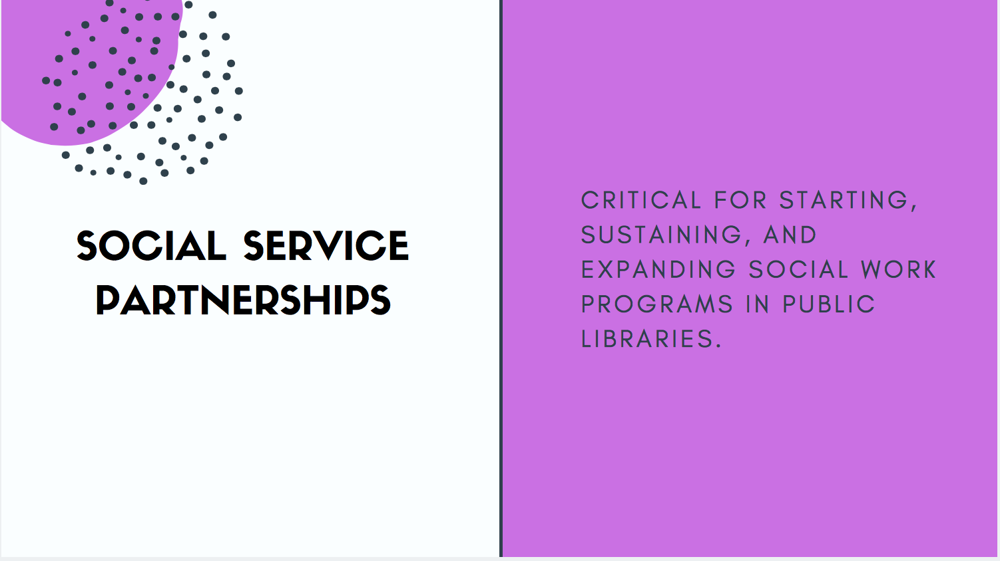 SOCIAL SERVICE
PARTNERSHIPS
CRITICAL FOR STARTING,
SUSTAINING, AND
EXPANDING SOCIAL WORK
PROGRAMS IN PUBLIC
LIBRARIES.